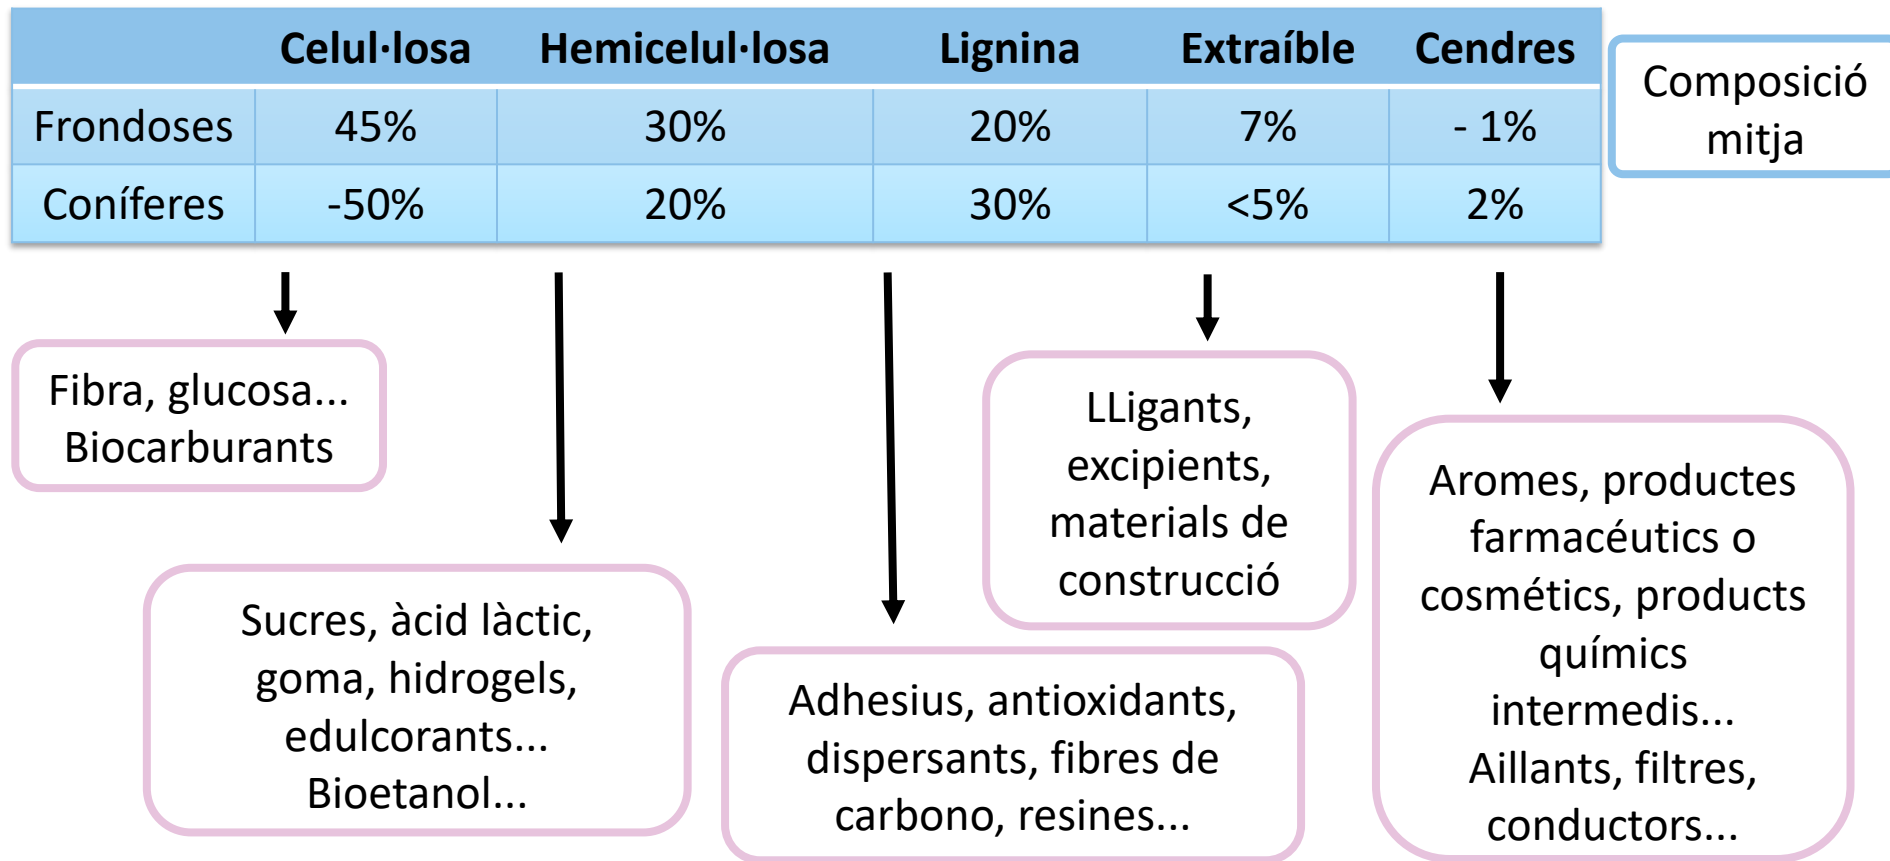 Celul·losa Hemicelul·losa Lignina Extraíble Cendres
Frondoses 45% 30% 20% 7% - 1%
Coníferes -50% 20% 30% <5% 2%
Composició
mitja
Fibra, glucosa...
Biocarburants
Sucres, àcid làctic,
goma, hidrogels,
edulcorants...
Bioetanol...
Adhesius, antioxidants,
dispersants, fibres de
carbono, resines...
LLigants,
excipients,
materials de
construcció
Aromes, productes
farmacéutics o
cosmétics, products
químics
intermedis...
Aillants, filtres,
conductors...